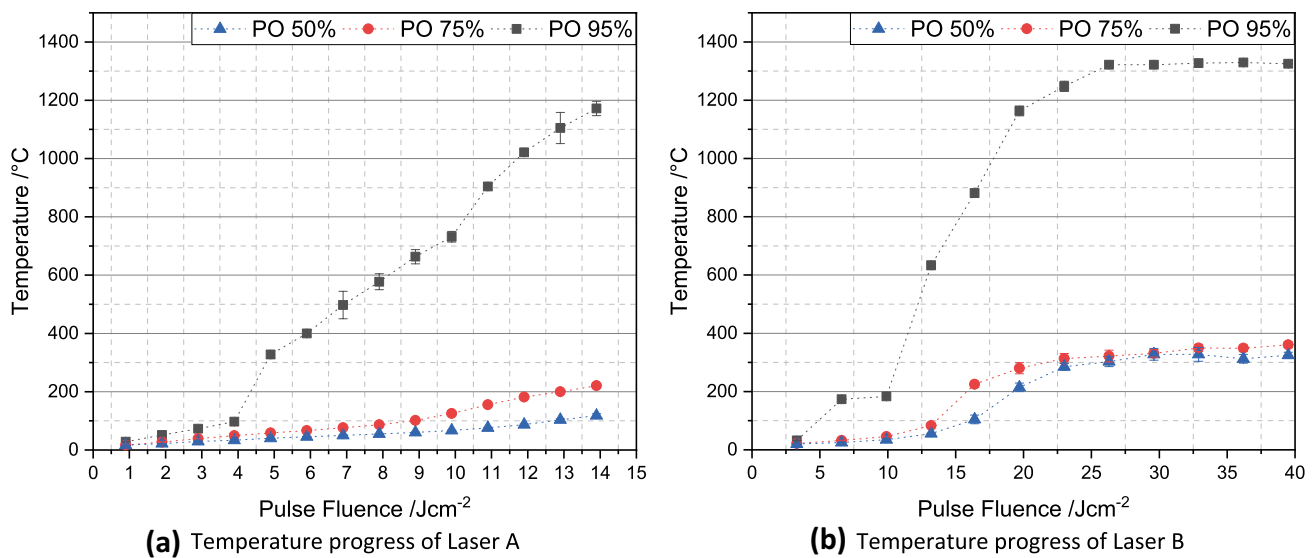 PO 50% PO 75% PO 95%
1400
1200
1000
800
600
400
200
0
Temperature /°C
0 1 2 3 4 5 6 7 8 9 10 11 12 13 14 15
Pulse Fluence /Jcm⁻²
(a) Temperature progress of Laser A
PO 50% PO 75% PO 95%
1400
1200
1000
800
600
400
200
0
Temperature /°C
0 5 10 15 20 25 30 35 40
Pulse Fluence /Jcm⁻²
(b) Temperature progress of Laser B